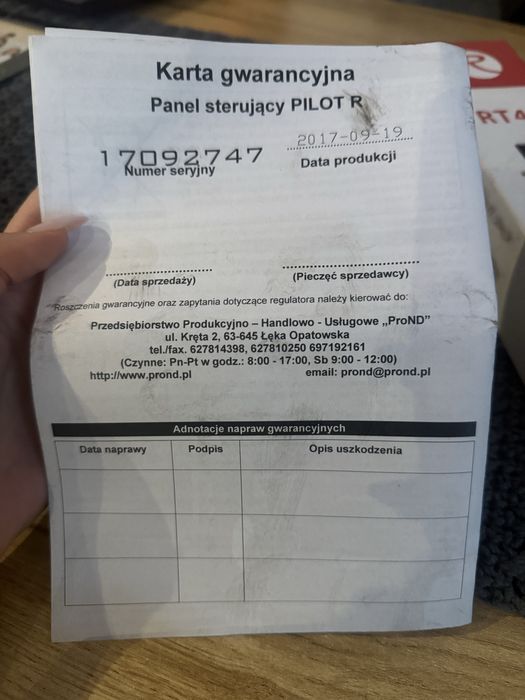 Karta gwarancyjna
Panel sterujący PILOT R
2017-09-19
17092747
Data produkcji
Numer seryjny
(Data sprzedaży)
(Pieczęć sprzedawcy)
Roszczenia gwarancyjne oraz zapytania dotyczące regulatora należy kierować do:
Przedsiębiorstwo Produkcyjno – Handlowo - Usługowe „ProND”
ul. Kręta 2, 63-645 Łęka Opatowska
tel./fax. 627814398, 627810250 697192161
(Czynne: Pn-Pt w godz.: 8:00 - 17:00, Sb 9:00 - 12:00)
http://www.prond.pl email: prond@prond.pl
Adnotacje napraw gwarancyjnych
Data naprawy Podpis Opis uszkodzenia
R
RT4